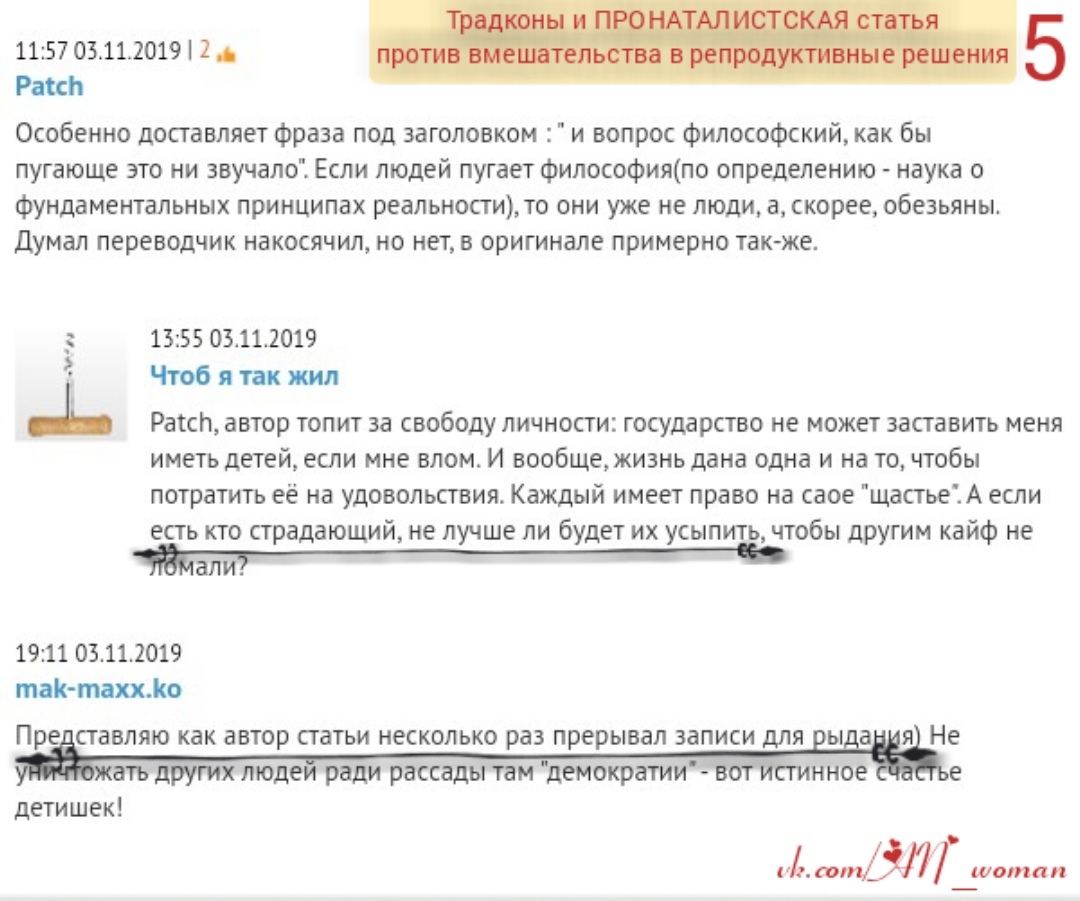 Традконы и ПРОНАТАЛИСТСКАЯ статья
против вмешательства в репродуктивные решения
5
11:57 03.11.2019 | 2
Patch
Особенно доставляет фраза под заголовком : " и вопрос философский, как бы
пугающе это ни звучало". Если людей пугает философия(по определению - наука о
фундаментальных принципах реальности), то они уже не люди, а, скорее, обезьяны.
Думал переводчик накосячил, но нет, в оригинале примерно так-же.
13:55 03.11.2019
Чтоб я так жил
Patch, автор топит за свободу личности: государство не может заставить меня
иметь детей, если мне влом. И вообще, жизнь дана одна и на то, чтобы
потратить её на удовольствия. Каждый имеет право на саое "щастье". А если
есть кто страдающий, не лучше ли будет их усыпить, чтобы другим кайф не
ломали?
19:11 03.11.2019
mak-maxx.ko
Представляю как автор статьи несколько раз прерывал записи для рыдания) Не
уничтожать других людей ради рассады там "демократии" - вот истинное счастье
детишек!
vk.com/AN_woman